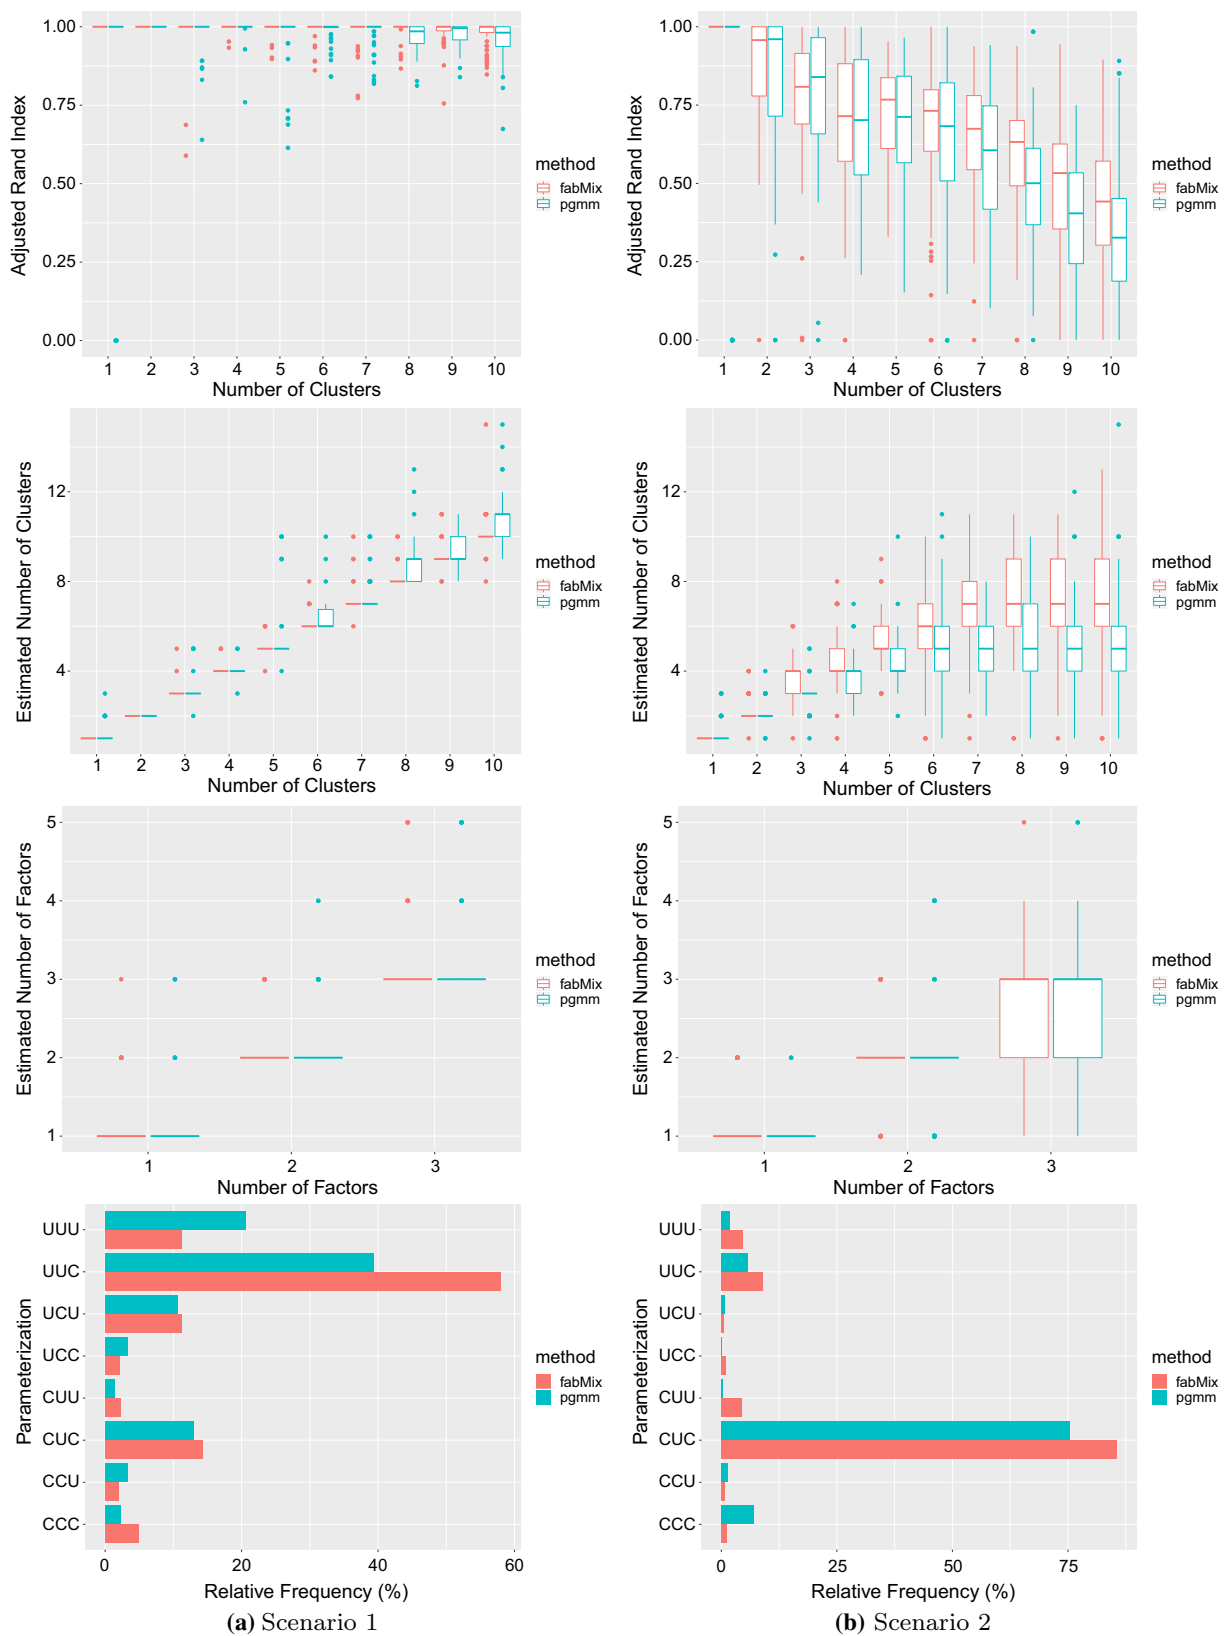 1.00
0.75
0.50
0.25
0.00
Adjusted Rand Index
1 2 3 4 5 6 7 8 9 10
Number of Clusters
method
fabMix
pgmm
1.00
0.75
0.50
0.25
0.00
Adjusted Rand Index
1 2 3 4 5 6 7 8 9 10
Number of Clusters
method
fabMix
pgmm
12
8
4
Estimated Number of Clusters
1 2 3 4 5 6 7 8 9 10
Number of Clusters
method
fabMix
pgmm
12
8
4
Estimated Number of Clusters
1 2 3 4 5 6 7 8 9 10
Number of Clusters
method
fabMix
pgmm
5
4
3
2
1
Estimated Number of Factors
1 2 3
Number of Factors
method
fabMix
pgmm
5
4
3
2
1
Estimated Number of Factors
1 2 3
Number of Factors
method
fabMix
pgmm
UUU
UUC
UCU
UCC
CUU
CUC
CCU
CCC
Parameterization
0 20 40 60
Relative Frequency (%)
method
fabMix
pgmm
UUU
UUC
UCU
UCC
CUU
CUC
CCU
CCC
Parameterization
0 25 50 75
Relative Frequency (%)
method
fabMix
pgmm
(a) Scenario 1
(b) Scenario 2